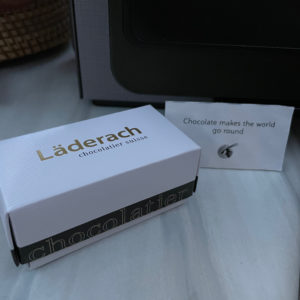 Läderach
chocolatier suisse
chocolatier
Chocolate makes the world
go round